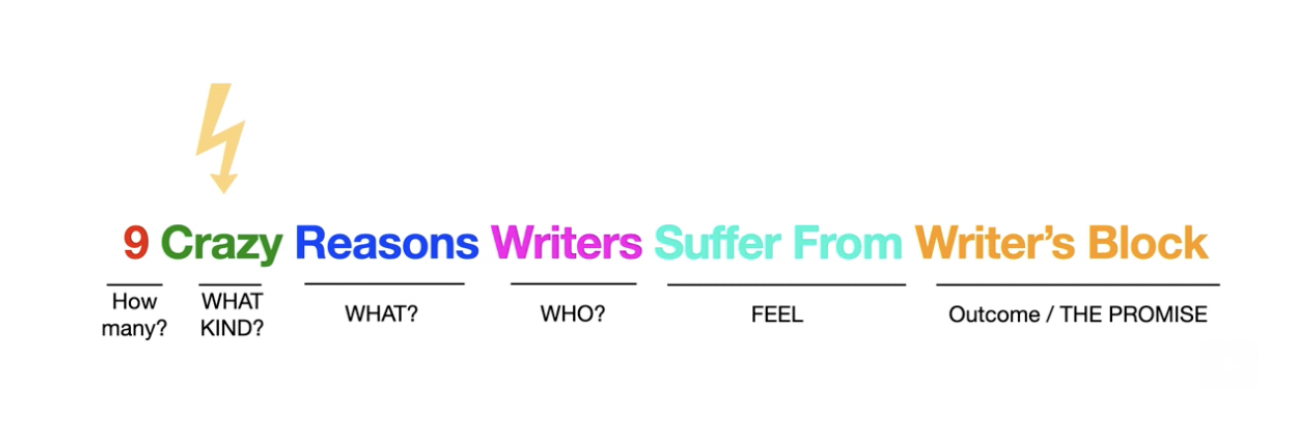 9 Crazy Reasons Writers Suffer From Writer’s Block
How many?
WHAT KIND?
WHAT?
WHO?
FEEL
Outcome / THE PROMISE